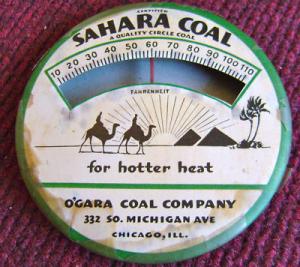 CERTIFIED
SAHARA COAL
A QUALITY CIRCLE COAL
10 20 30 40 50 60 70 80 90 100 110
FAHRENHEIT
for hotter heat
O'GARA COAL COMPANY
332 SO. MICHIGAN AVE
CHICAGO, ILL.